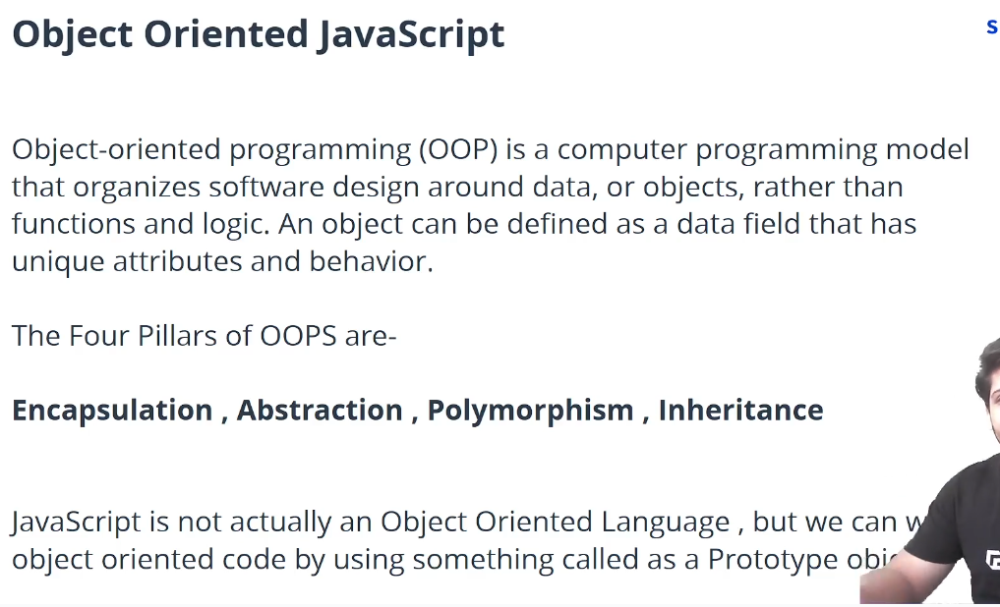 Object Oriented JavaScript
S
Object-oriented programming (OOP) is a computer programming model
that organizes software design around data, or objects, rather than
functions and logic. An object can be defined as a data field that has
unique attributes and behavior.
The Four Pillars of OOPS are-
Encapsulation , Abstraction , Polymorphism , Inheritance
JavaScript is not actually an Object Oriented Language , but we can
object oriented code by using something called as a Prototype